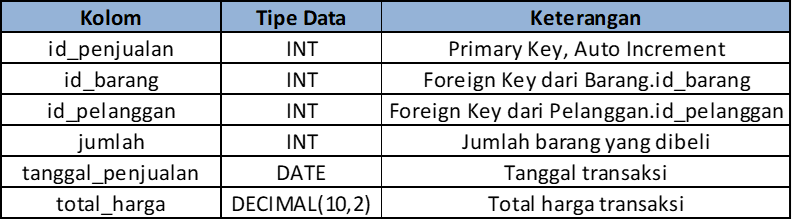 Kolom Tipe Data Keterangan
id_penjualan INT Primary Key, Auto Increment
id_barang INT Foreign Key dari Barang.id_barang
id_pelanggan INT Foreign Key dari Pelanggan.id_pelanggan
jumlah INT Jumlah barang yang dibeli
tanggal_penjualan DATE Tanggal transaksi
total_harga DECIMAL(10,2) Total harga transaksi